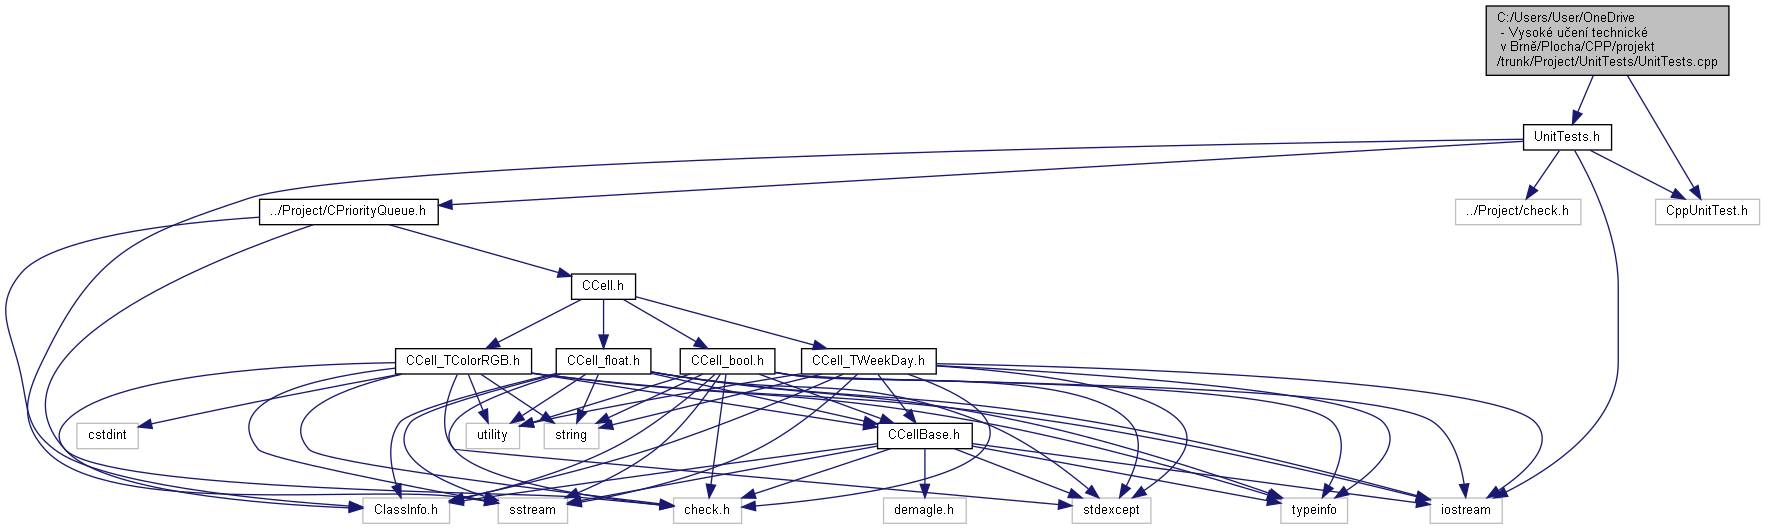 C:/Users/User/OneDrive
- Vysoké učení technické
v Brně/Plocha/CPP/projekt
/trunk/Project/UnitTests/UnitTests.cpp
UnitTests.h
../Project/CPriorityQueue.h
../Project/check.h
CppUnitTest.h
CCell.h
CCell_TColorRGB.h
CCell_float.h
CCell_bool.h
CCell_TWeekDay.h
cstdint
utility
string
CCellBase.h
ClassInfo.h
sstream
check.h
demagle.h
stdexcept
typeinfo
iostream